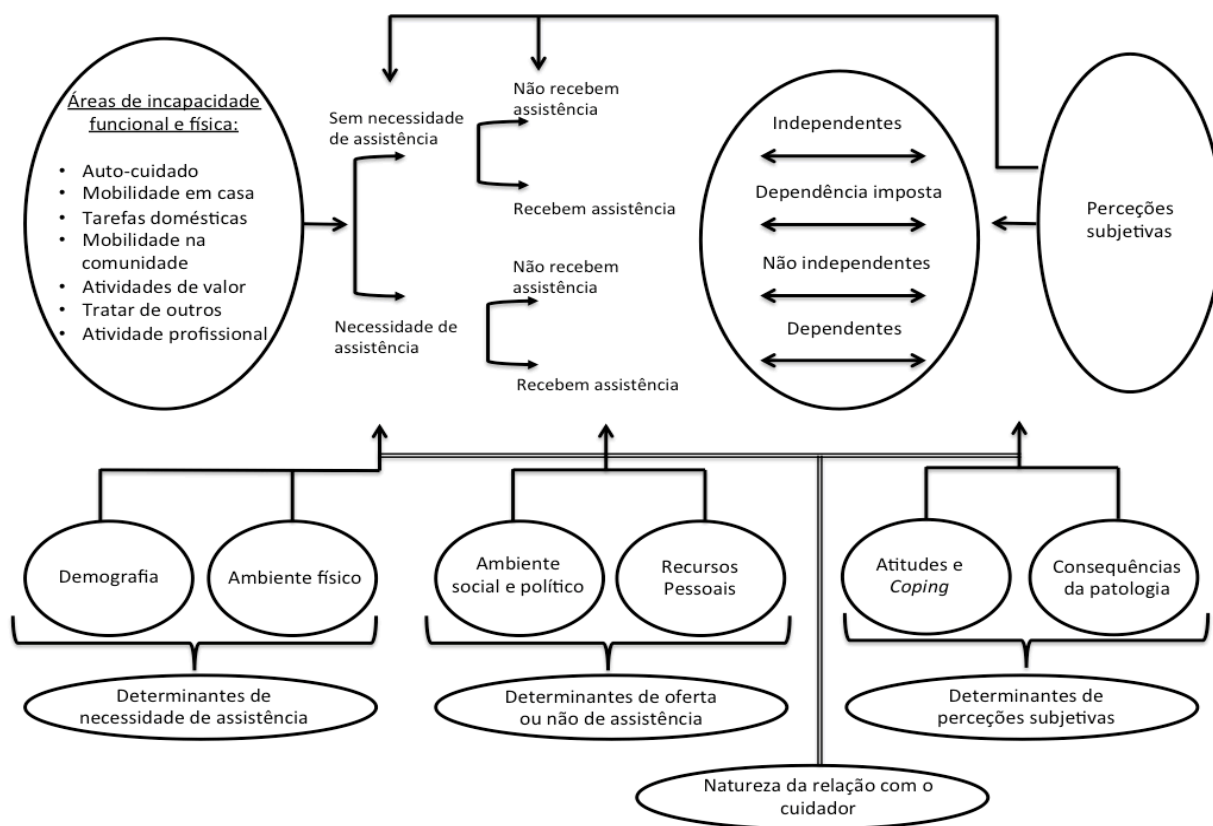 Áreas de incapacidade
funcional e física:
• Auto-cuidado
• Mobilidade em casa
• Tarefas domésticas
• Mobilidade na
comunidade
• Atividades de valor
• Tratar de outros
• Atividade profissional
Sem necessidade
de assistência
Necessidade de
assistência
Não recebem
assistência
Recebem assistência
Não recebem
assistência
Recebem assistência
Independentes
Dependência imposta
Não independentes
Dependentes
Perceções
subjetivas
Demografia
Ambiente físico
Ambiente
social e político
Recursos
Pessoais
Atitudes e
Coping
Consequências
da patologia
Determinantes de
necessidade de assistência
Determinantes de oferta
ou não de assistência
Determinantes de
perceções subjetivas
Natureza da relação com o
cuidador